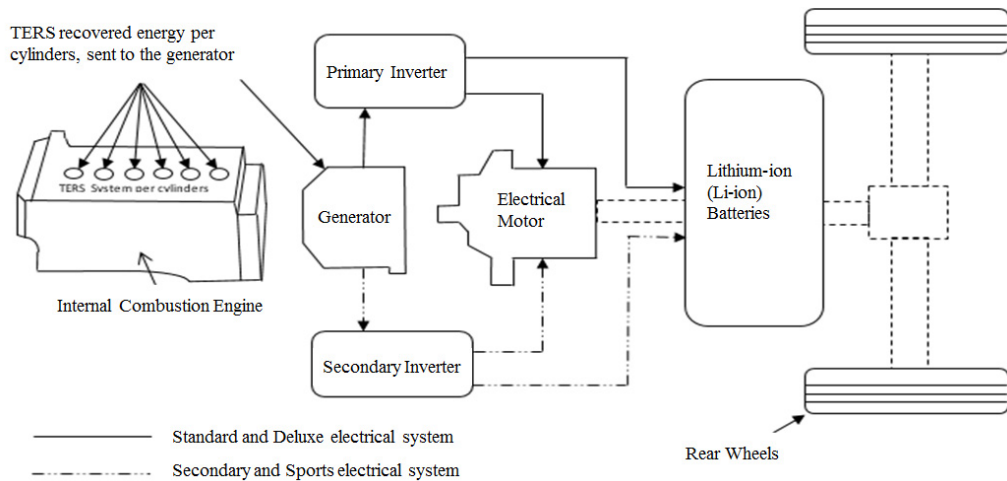 TERS recovered energy per
cylinders, sent to the generator
Primary Inverter
TERS System per cylinders
Generator
Electrical
Motor
Lithium-ion
(Li-ion)
Batteries
Internal Combustion Engine
Secondary Inverter
Rear Wheels
Standard and Deluxe electrical system
Secondary and Sports electrical system